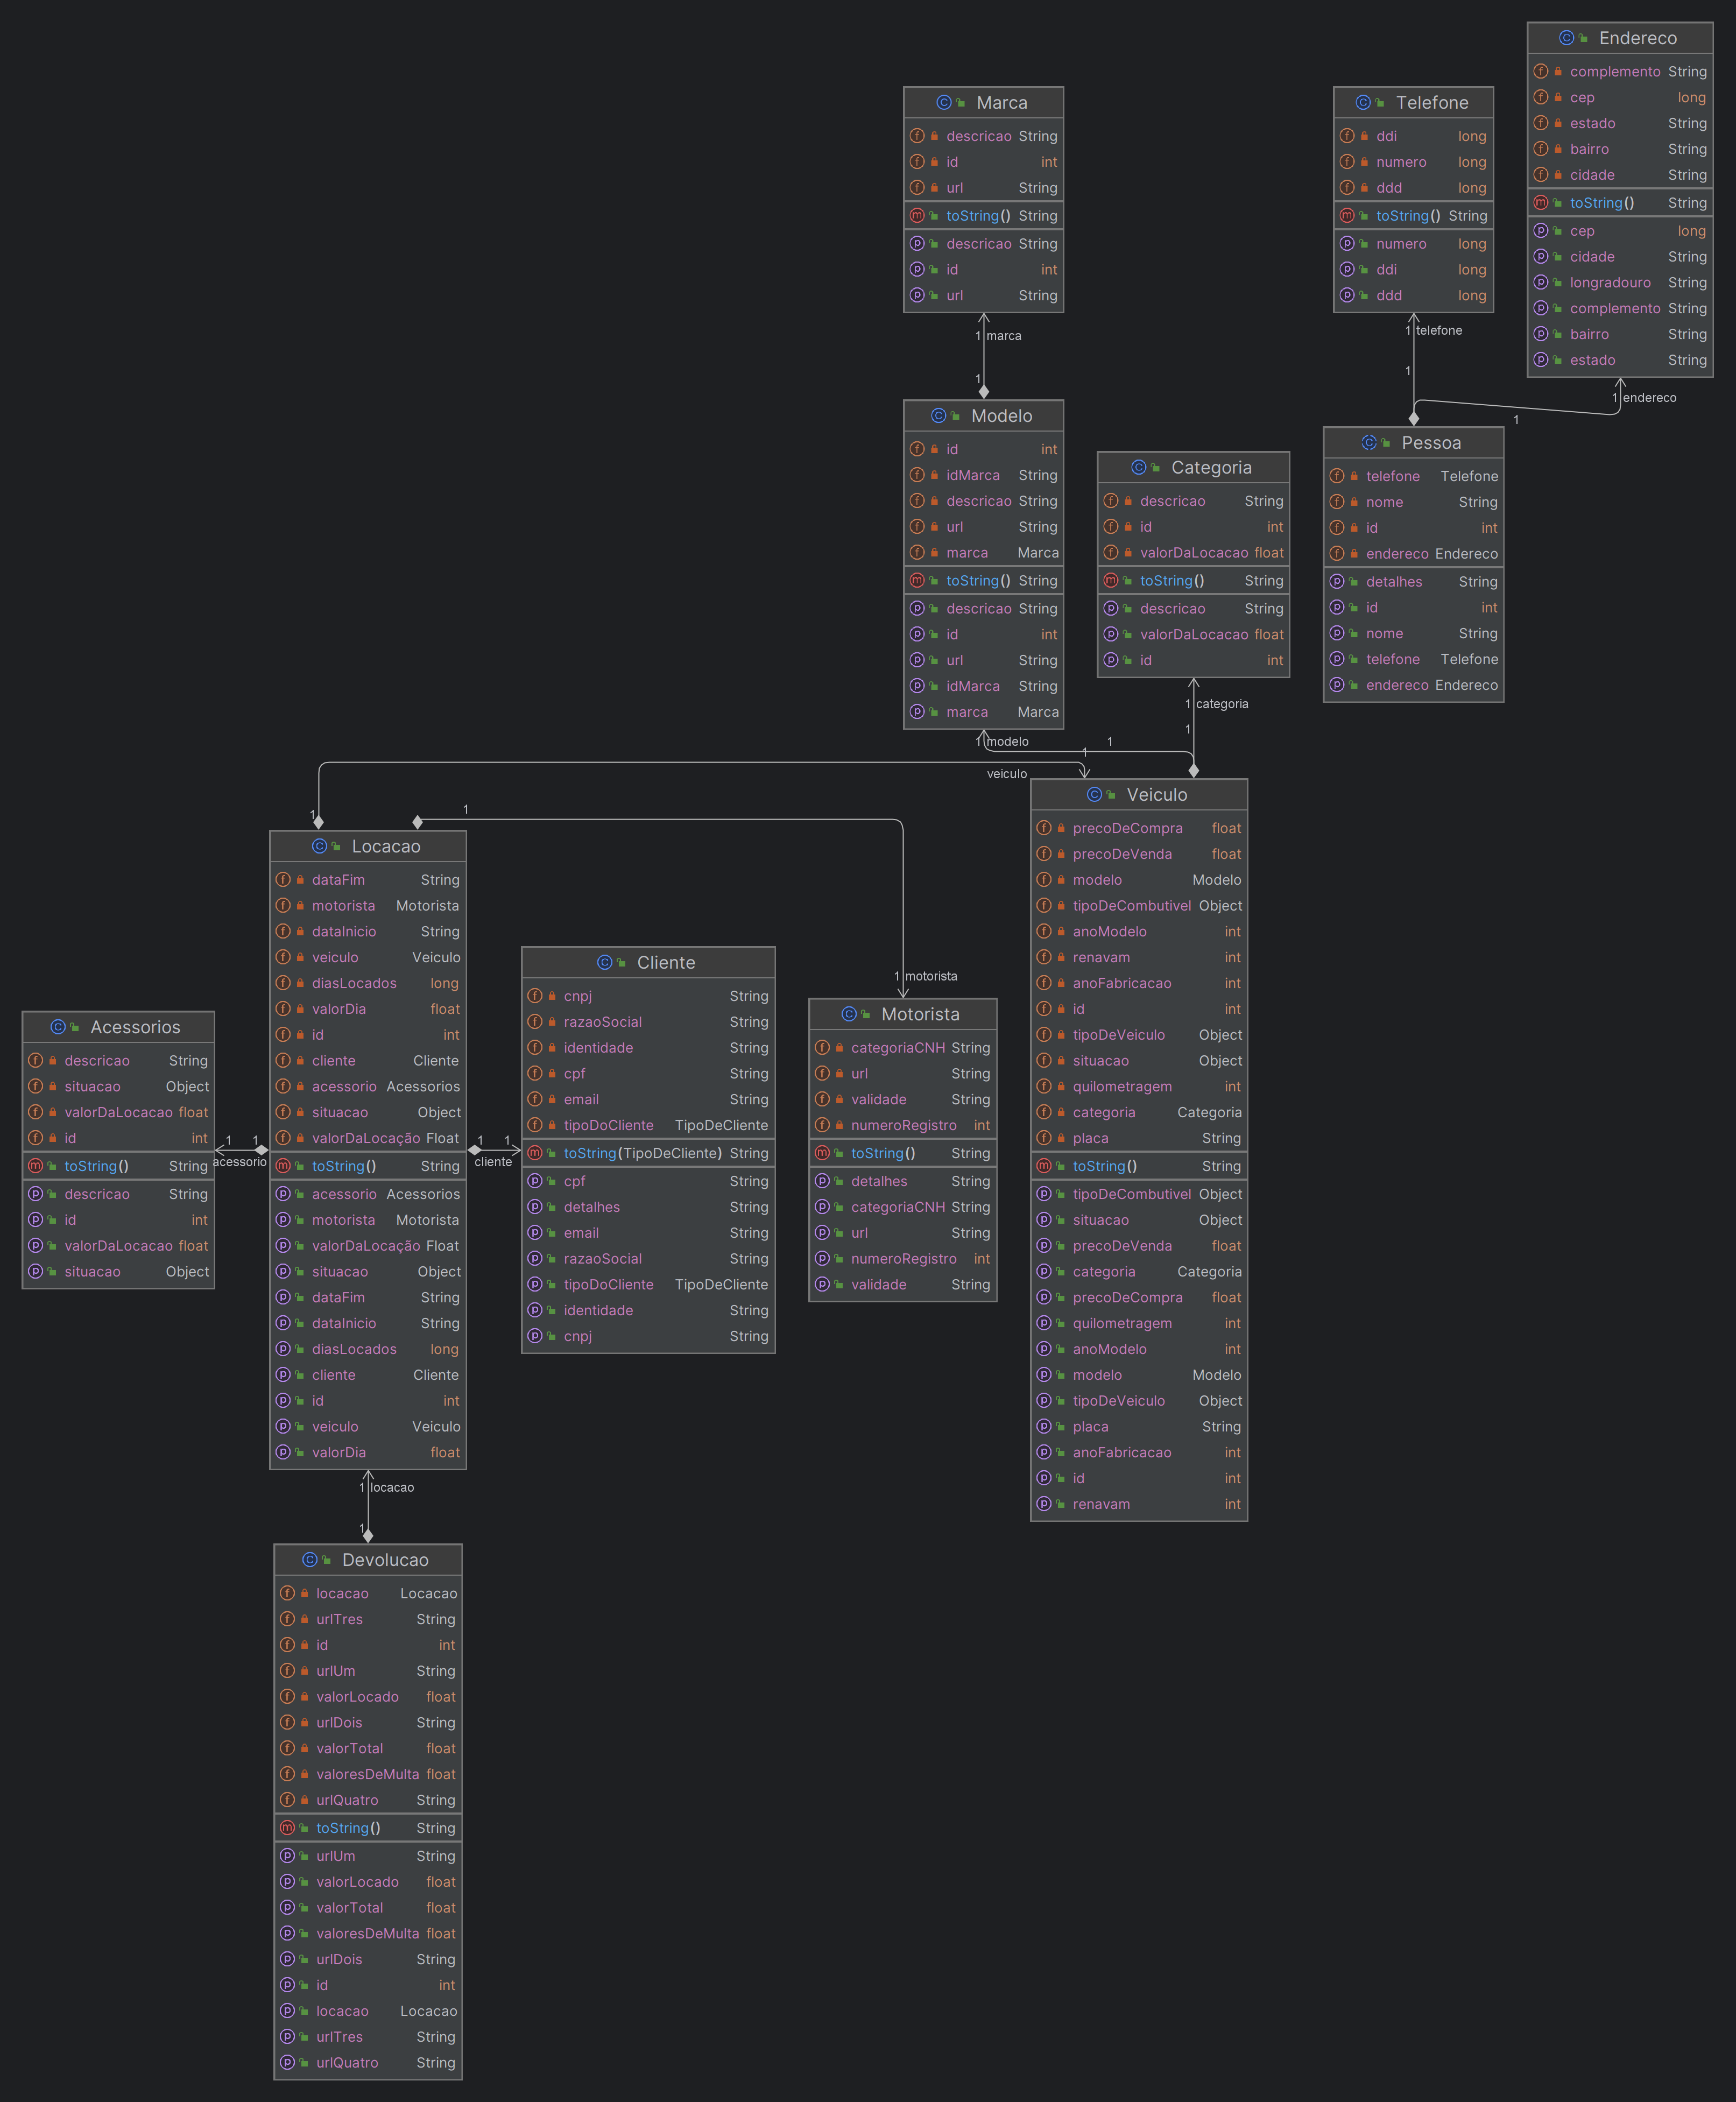 Endereco
complemento String
cep long
estado String
bairro String
cidade String
toString() String
cep long
cidade String
longradouro String
complemento String
bairro String
estado String
1 endereco
1
Telefone
ddi long
numero long
ddd long
toString() String
numero long
ddi long
ddd long
1 telefone
1
Pessoa
telefone Telefone
nome String
id int
endereco Endereco
detalhes String
id int
nome String
telefone Telefone
endereco Endereco
Marca
descricao String
id int
url String
toString() String
descricao String
id int
url String
1 marca
1
Modelo
id int
idMarca String
descricao String
url String
marca Marca
toString() String
descricao String
id int
url String
idMarca String
marca Marca
1 modelo
1
Categoria
descricao String
id int
valorDaLocacao float
toString() String
descricao String
valorDaLocacao float
id int
1 categoria
1
1
veiculo
1
Veiculo
precoDeCompra float
precoDeVenda float
modelo Modelo
tipoDeCombutivel Object
anoModelo int
renavam int
anoFabricacao int
id int
tipoDeVeiculo Object
situacao Object
quilometragem int
categoria Categoria
placa String
toString() String
tipoDeCombutivel Object
situacao Object
precoDeVenda float
categoria Categoria
precoDeCompra float
quilometragem int
anoModelo int
modelo Modelo
tipoDeVeiculo Object
placa String
anoFabricacao int
id int
renavam int
1
Locacao
dataFim String
motorista Motorista
dataInicio String
veiculo Veiculo
diasLocados long
valorDia float
id int
cliente Cliente
acessorio Acessorios
situacao Object
valorDaLocação Float
toString() String
acessorio Acessorios
motorista Motorista
valorDaLocação Float
situacao Object
dataFim String
dataInicio String
diasLocados long
cliente Cliente
id int
veiculo Veiculo
valorDia float
Cliente
cnpj String
razaoSocial String
identidade String
cpf String
email String
tipoDoCliente TipoDeCliente
toString(TipoDeCliente) String
cpf String
detalhes String
email String
razaoSocial String
tipoDoCliente TipoDeCliente
identidade String
cnpj String
1 1
cliente
1 motorista
Motorista
categoriaCNH String
url String
validade String
numeroRegistro int
toString() String
detalhes String
categoriaCNH String
url String
numeroRegistro int
validade String
Acessorios
descricao String
situacao Object
valorDaLocacao float
id int
toString() String
descricao String
id int
valorDaLocacao float
situacao Object
1 1
acessorio
1 locacao
1
Devolucao
locacao Locacao
urlTres String
id int
urlUm String
valorLocado float
urlDois String
valorTotal float
valoresDeMulta float
urlQuatro String
toString() String
urlUm String
valorLocado float
valorTotal float
valoresDeMulta float
urlDois String
id int
locacao Locacao
urlTres String
urlQuatro String